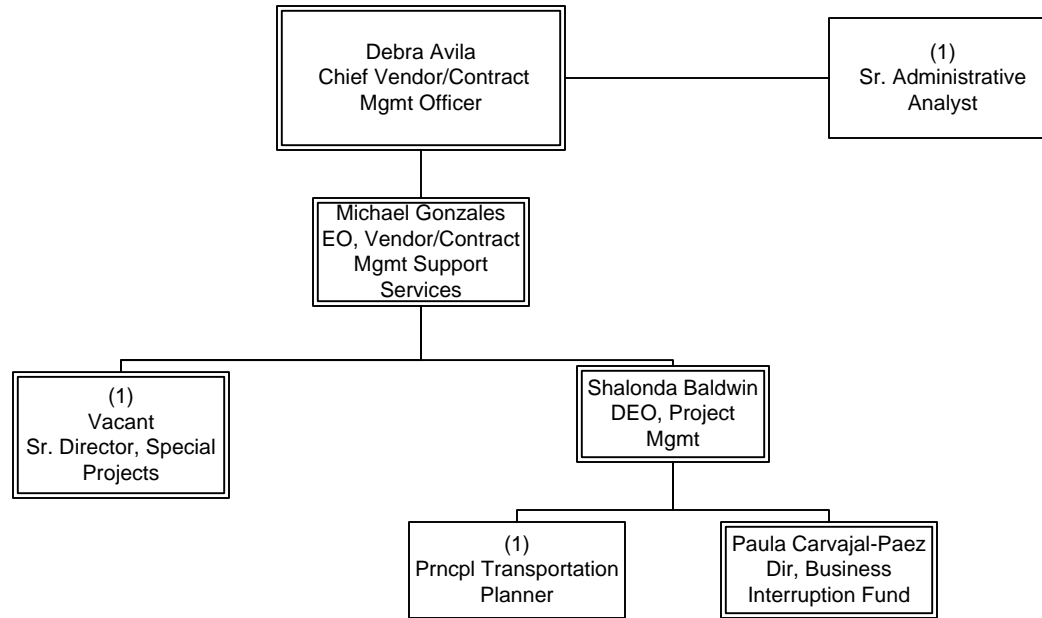 Debra Avila
Chief Vendor/Contract
Mgmt Officer
(1)
Sr. Administrative
Analyst
Michael Gonzales
EO, Vendor/Contract
Mgmt Support
Services
(1)
Vacant
Sr. Director, Special
Projects
Shalonda Baldwin
DEO, Project
Mgmt
(1)
Prncpl Transportation
Planner
Paula Carvajal-Paez
Dir, Business
Interruption Fund